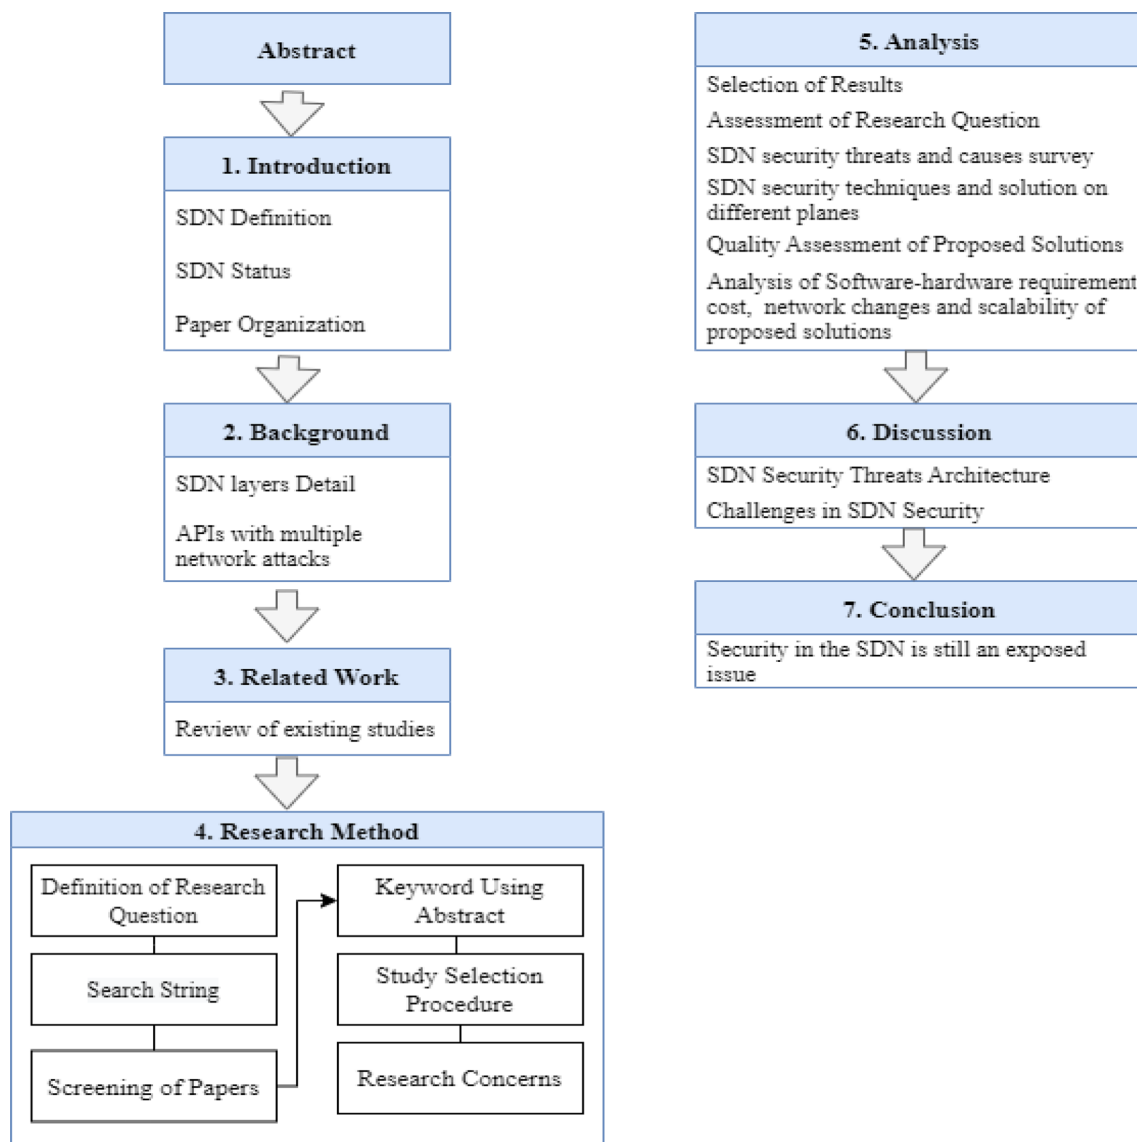 Abstract
1. Introduction
SDN Definition
SDN Status
Paper Organization
2. Background
SDN layers Detail
APIs with multiple
network attacks
3. Related Work
Review of existing studies
4. Research Method
Definition of Research
Question
Search String
Screening of Papers
Keyword Using
Abstract
Study Selection
Procedure
Research Concerns
5. Analysis
Selection of Results
Assessment of Research Question
SDN security threats and causes survey
SDN security techniques and solution on
different planes
Quality Assessment of Proposed Solutions
Analysis of Software-hardware requirement
cost, network changes and scalability of
proposed solutions
6. Discussion
SDN Security Threats Architecture
Challenges in SDN Security
7. Conclusion
Security in the SDN is still an exposed
issue